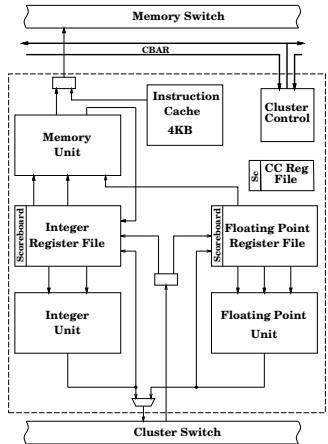 Memory Switch
CBAR
Instruction
Cache
4KB
Cluster
Control
Memory
Unit
Sc
CC Reg
File
Scoreboard
Integer
Register File
Scoreboard
Floating Point
Register File
Integer
Unit
Floating Point
Unit
Cluster Switch